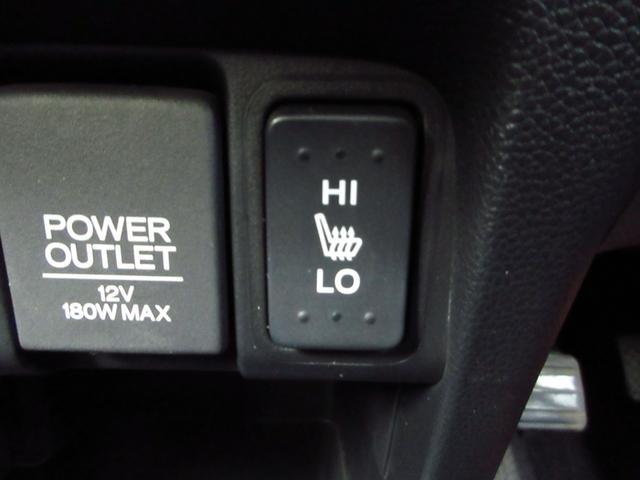 POWER
OUTLET
12V
180W MAX
HI
LO